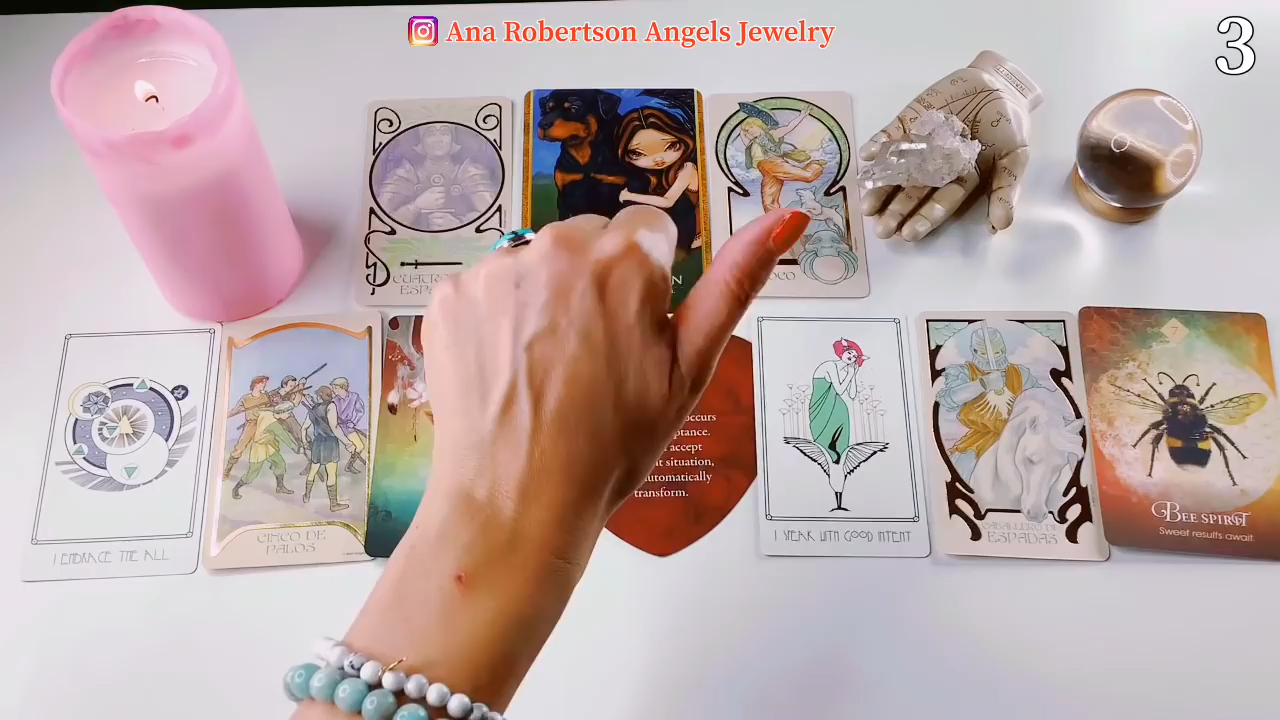 Ana Robertson Angels Jewelry
3
I EMBRACE THE ALL
CINCO DE
PALOS
occurs
accept
situation,
automatically
transform.
I SPEAK WITH GOOD INTENT
CABALLERO DE
ESPADAS
7
BEE SPIRIT
Sweet results await.